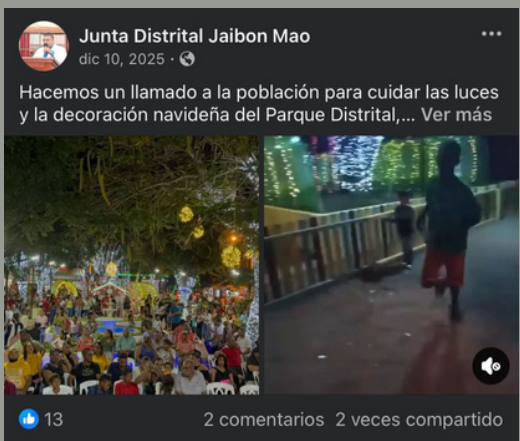 Junta Distrital Jaibon Mao
dic 10, 2025 ·
Hacemos un llamado a la población para cuidar las luces
y la decoración navideña del Parque Distrital,... Ver más
13
2 comentarios 2 veces compartido